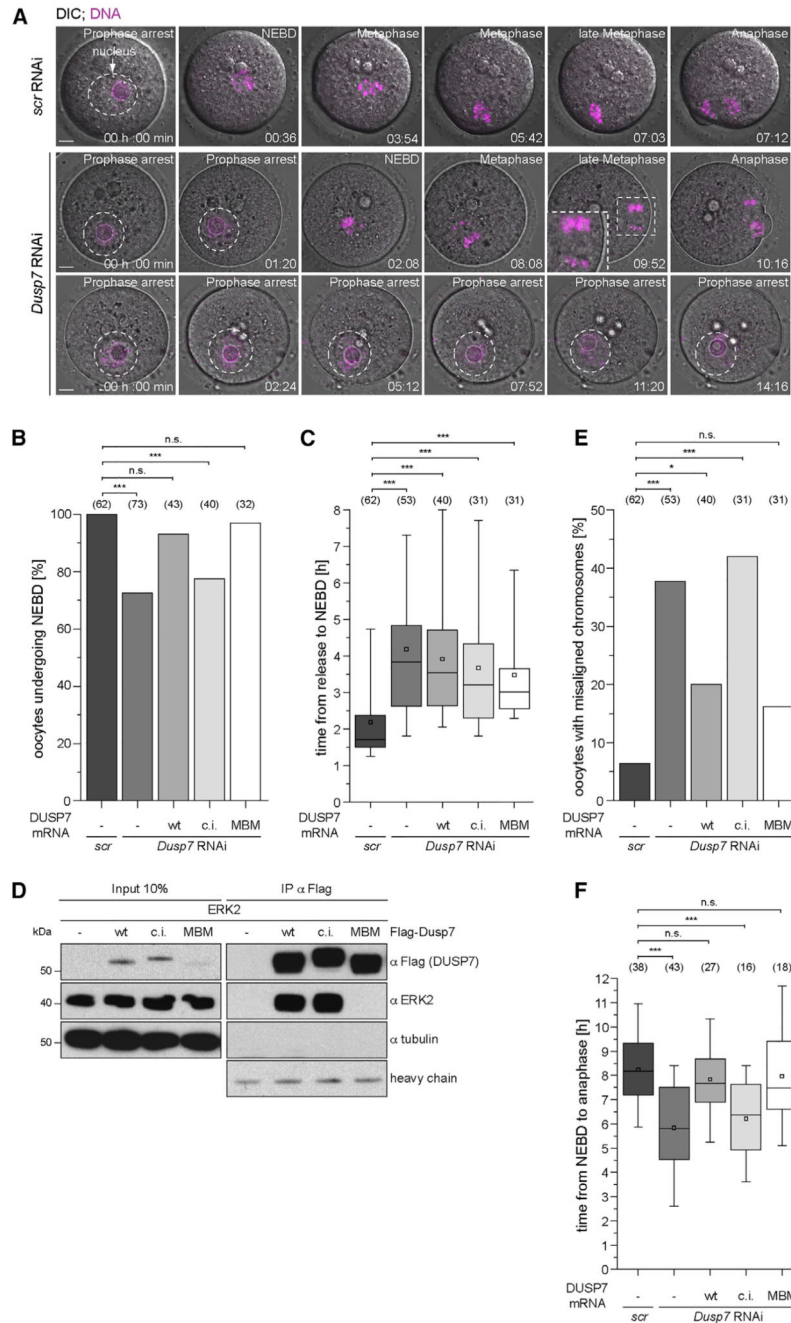 A
DIC; DNA
scr RNAi
Prophase arrest
nucleus
00 h :00 min
NEBD
00:36
Metaphase
03:54
Metaphase
05:42
late Metaphase
07:03
Anaphase
07:12
Dusp7 RNAi
Prophase arrest
00 h :00 min
Prophase arrest
01:20
NEBD
02:08
Metaphase
08:08
late Metaphase
09:52
Anaphase
10:16
Prophase arrest
00 h :00 min
Prophase arrest
02:24
Prophase arrest
05:12
Prophase arrest
07:52
Prophase arrest
11:20
Prophase arrest
14:16
B
n.s.
***
n.s.
***
(62) (73) (43) (40) (32)
oocytes undergoing NEBD [%]
100
80
60
40
20
0
DUSP7 mRNA
- - wt c.i. MBM
scr Dusp7 RNAi
C
***
***
***
***
(62) (53) (40) (31) (31)
time from release to NEBD [h]
8
7
6
5
4
3
2
1
0
DUSP7 mRNA
- - wt c.i. MBM
scr Dusp7 RNAi
E
n.s.
***
*
***
(62) (53) (40) (31) (31)
oocytes with misaligned chromosomes [%]
50
45
40
35
30
25
20
15
10
5
0
DUSP7 mRNA
- - wt c.i. MBM
scr Dusp7 RNAi
D
Input 10% IP α Flag
ERK2
kDa - wt c.i. MBM - wt c.i. MBM Flag-Dusp7
50 α Flag (DUSP7)
40 α ERK2
50 α tubulin
heavy chain
F
n.s.
***
n.s.
***
(38) (43) (27) (16) (18)
time from NEBD to anaphase [h]
12
11
10
9
8
7
6
5
4
3
2
1
0
DUSP7 mRNA
- - wt c.i. MBM
scr Dusp7 RNAi